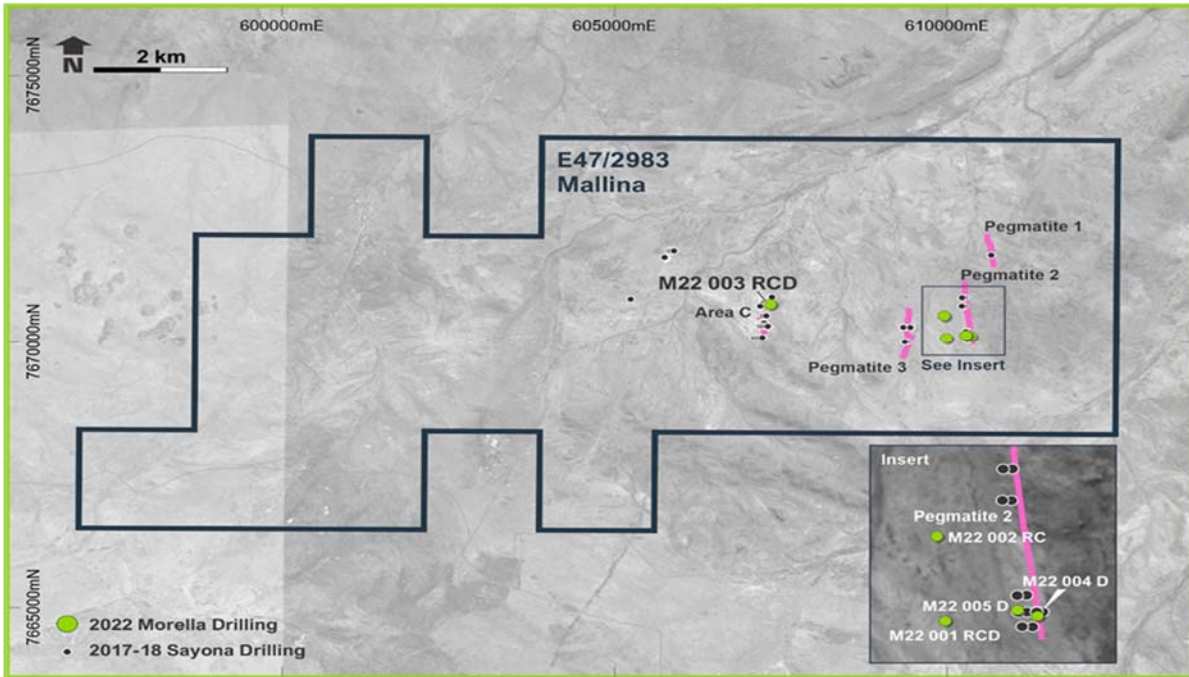 600000mE
605000mE
610000mE
7675000mN
7670000mN
7665000mN
N
2 km
E47/2983
Mallina
Pegmatite 1
Pegmatite 2
M22 003 RCD
Area C
Pegmatite 3
See Insert
Insert
Pegmatite 2
M22 002 RC
M22 004 D
M22 005 D
M22 001 RCD
2022 Morella Drilling
2017-18 Sayona Drilling